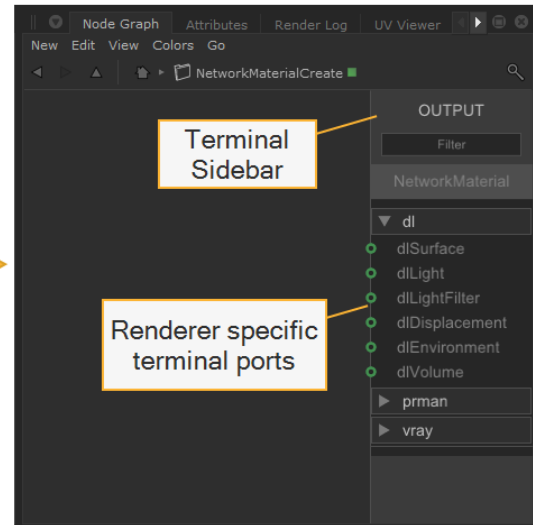 Node Graph Attributes Render Log UV Viewer
New Edit View Colors Go
NetworkMaterialCreate
OUTPUT
Terminal
Sidebar
Filter
NetworkMaterial
dl
dlSurface
dlLight
dlLightFilter
Renderer specific
terminal ports
dlDisplacement
dlEnvironment
dlVolume
prman
vray